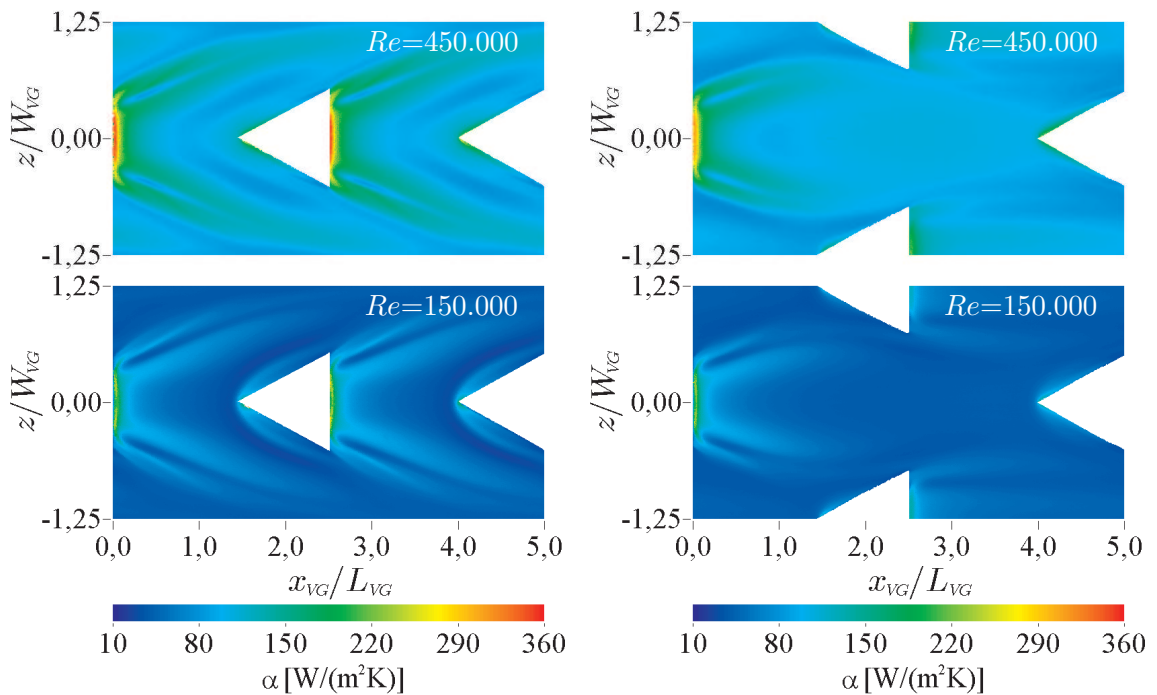 1,25
Re=450.000
z/W_VG
0,00
-1,25
1,25
Re=450.000
z/W_VG
0,00
-1,25
1,25
Re=150.000
z/W_VG
0,00
-1,25
0,0 1,0 2,0 3,0 4,0 5,0
x_VG/L_VG
1,25
Re=150.000
z/W_VG
0,00
-1,25
0,0 1,0 2,0 3,0 4,0 5,0
x_VG/L_VG
10 80 150 220 290 360
α [W/(m²K)]
10 80 150 220 290 360
α [W/(m²K)]